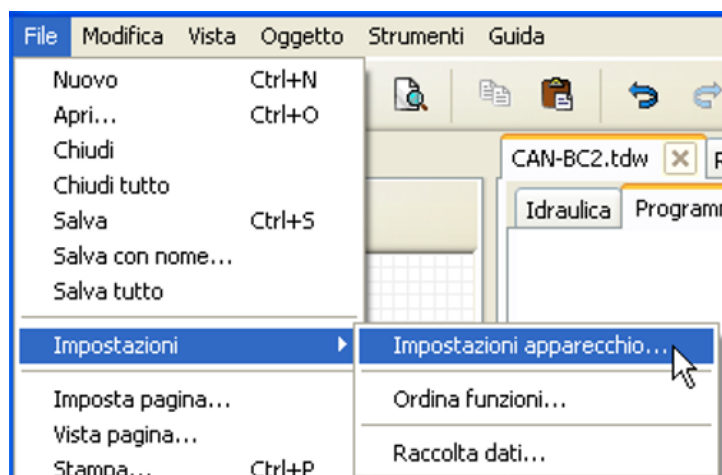 File Modifica Vista Oggetto Strumenti Guida
Nuovo Ctrl+N
Apri... Ctrl+O
Chiudi
Chiudi tutto
Salva Ctrl+S
Salva con nome...
Salva tutto
Impostazioni
Imposta pagina...
Vista pagina...
Stampa... Ctrl+P
CAN-BC2.tdw
Idraulica
Impostazioni apparecchio...
Ordina funzioni...
Raccolta dati...